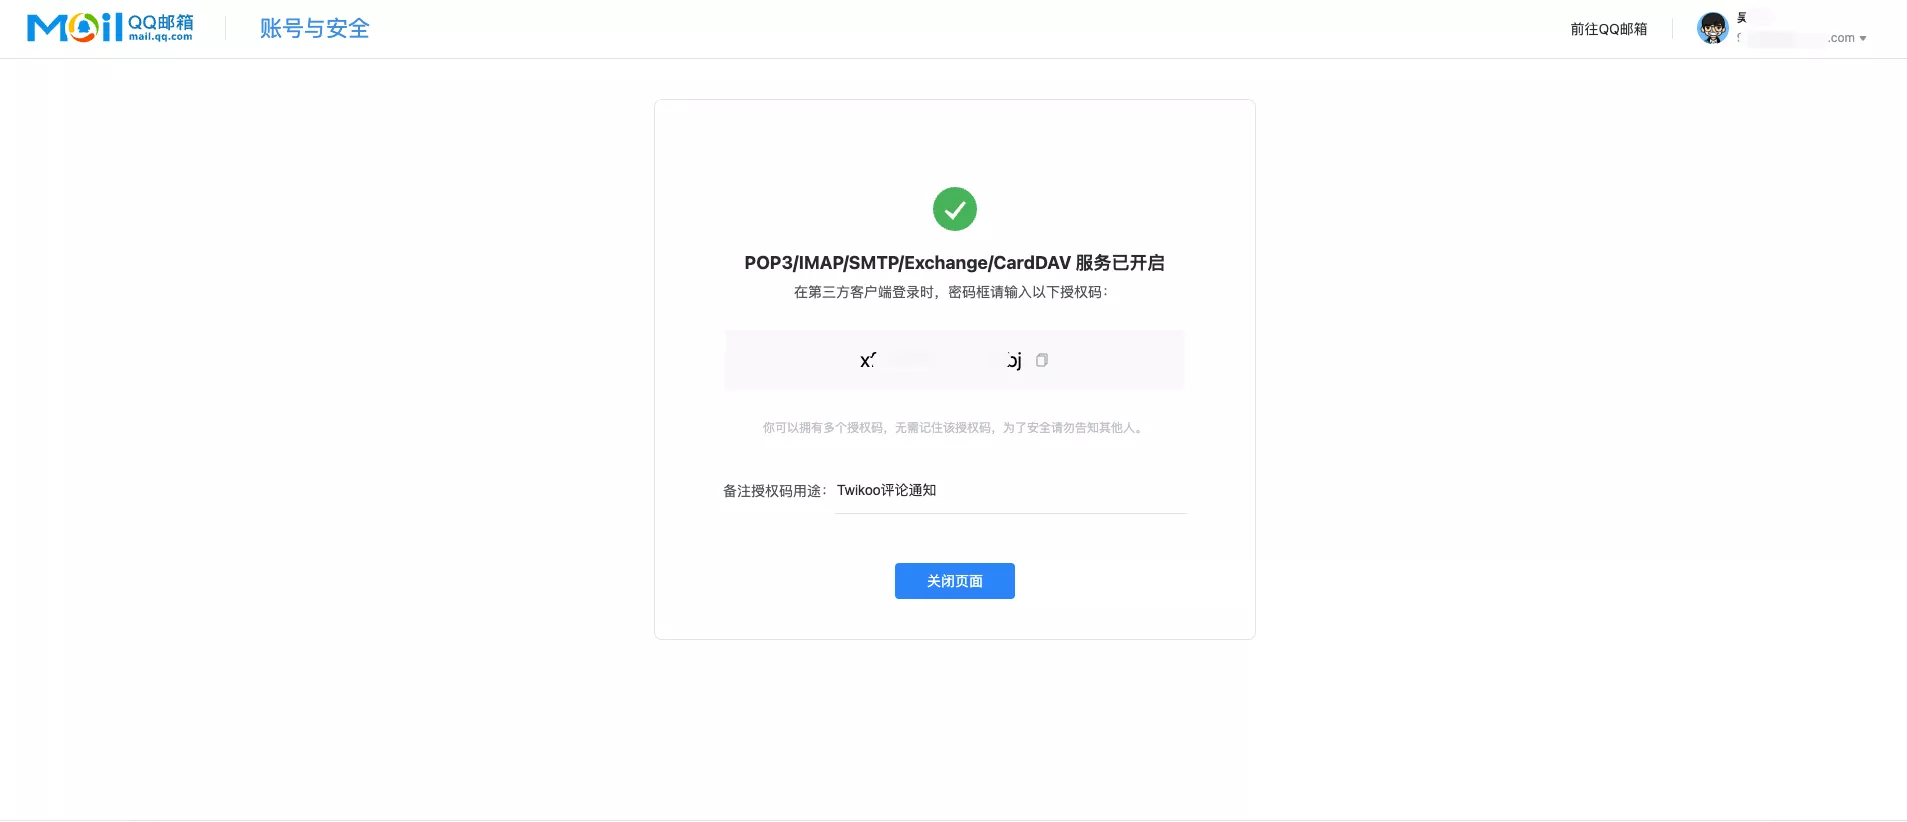 Mail QQ邮箱
mail.qq.com
账号与安全
前往QQ邮箱
吴
.com
POP3/IMAP/SMTP/Exchange/CardDAV 服务已开启
在第三方客户端登录时，密码框请输入以下授权码：
你可以拥有多个授权码，无需记住该授权码，为了安全请勿告知其他人。
备注授权码用途： Twikoo评论通知
关闭页面